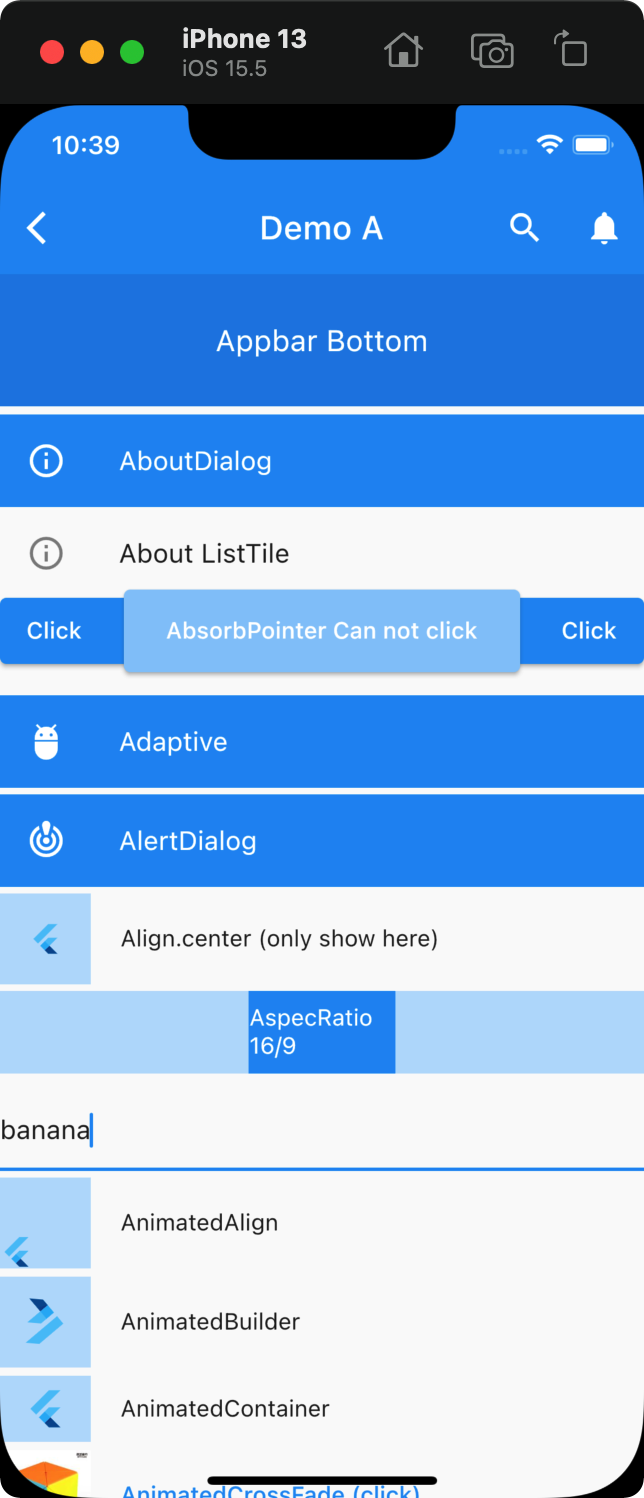 iPhone 13
iOS 15.5
10:39
Demo A
Appbar Bottom
AboutDialog
About ListTile
Click
AbsorbPointer Can not click
Click
Adaptive
AlertDialog
Align.center (only show here)
AspecRatio
16/9
banana
AnimatedAlign
AnimatedBuilder
AnimatedContainer
AnimatedCrossFade (click)